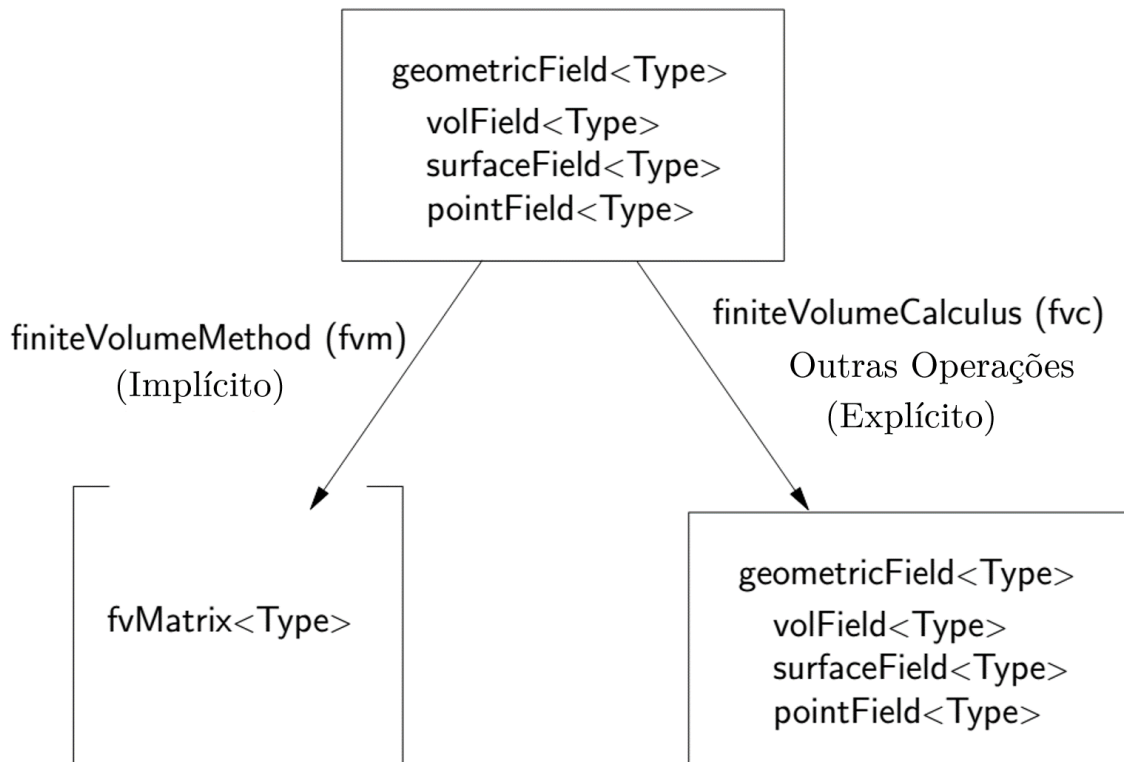 geometricField<Type>
volField<Type>
surfaceField<Type>
pointField<Type>
finiteVolumeMethod (fvm)
(Implícito)
finiteVolumeCalculus (fvc)
Outras Operações
(Explícito)
fvMatrix<Type>
geometricField<Type>
volField<Type>
surfaceField<Type>
pointField<Type>